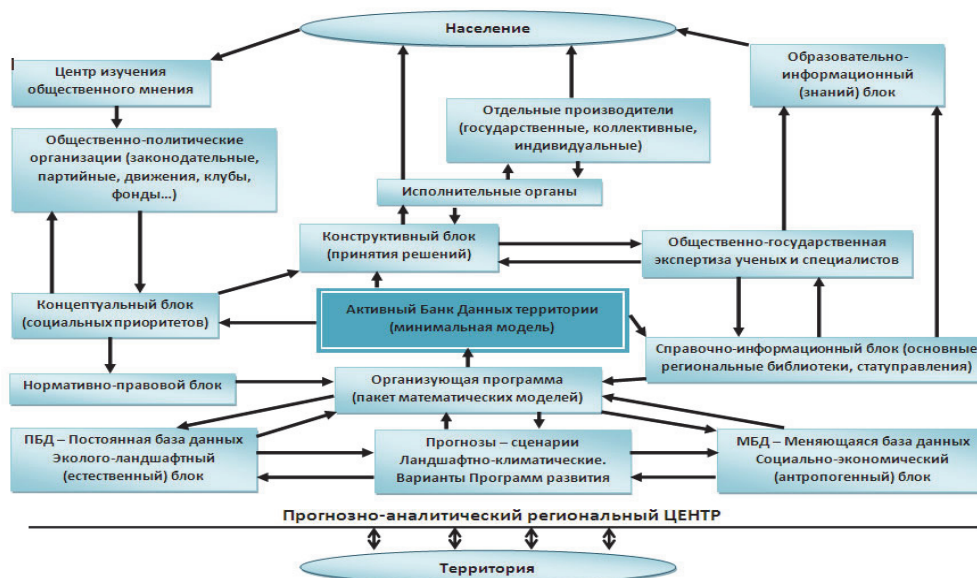 Население
Центр изучения
общественного мнения
Образовательно-
информационный
(знаний) блок
Отдельные производители
(государственные, коллективные,
индивидуальные)
Общественно-политические
организации (законодательные,
партийные, движения, клубы,
фонды...)
Исполнительные органы
Конструктивный блок
(принятия решений)
Общественно-государственная
экспертиза ученых и специалистов
Концептуальный блок
(социальных приоритетов)
Активный Банк Данных территории
(минимальная модель)
Справочно-информационный блок (основные
региональные библиотеки, статуправления)
Нормативно-правовой блок
Организующая программа
(пакет математических моделей)
ПБД – Постоянная база данных
Эколого-ландшафтный
(естественный) блок
Прогнозы – сценарии
Ландшафтно-климатические.
Варианты Программ развития
МБД – Меняющаяся база данных
Социально-экономический
(антропогенный) блок
Прогнозно-аналитический региональный ЦЕНТР
Территория